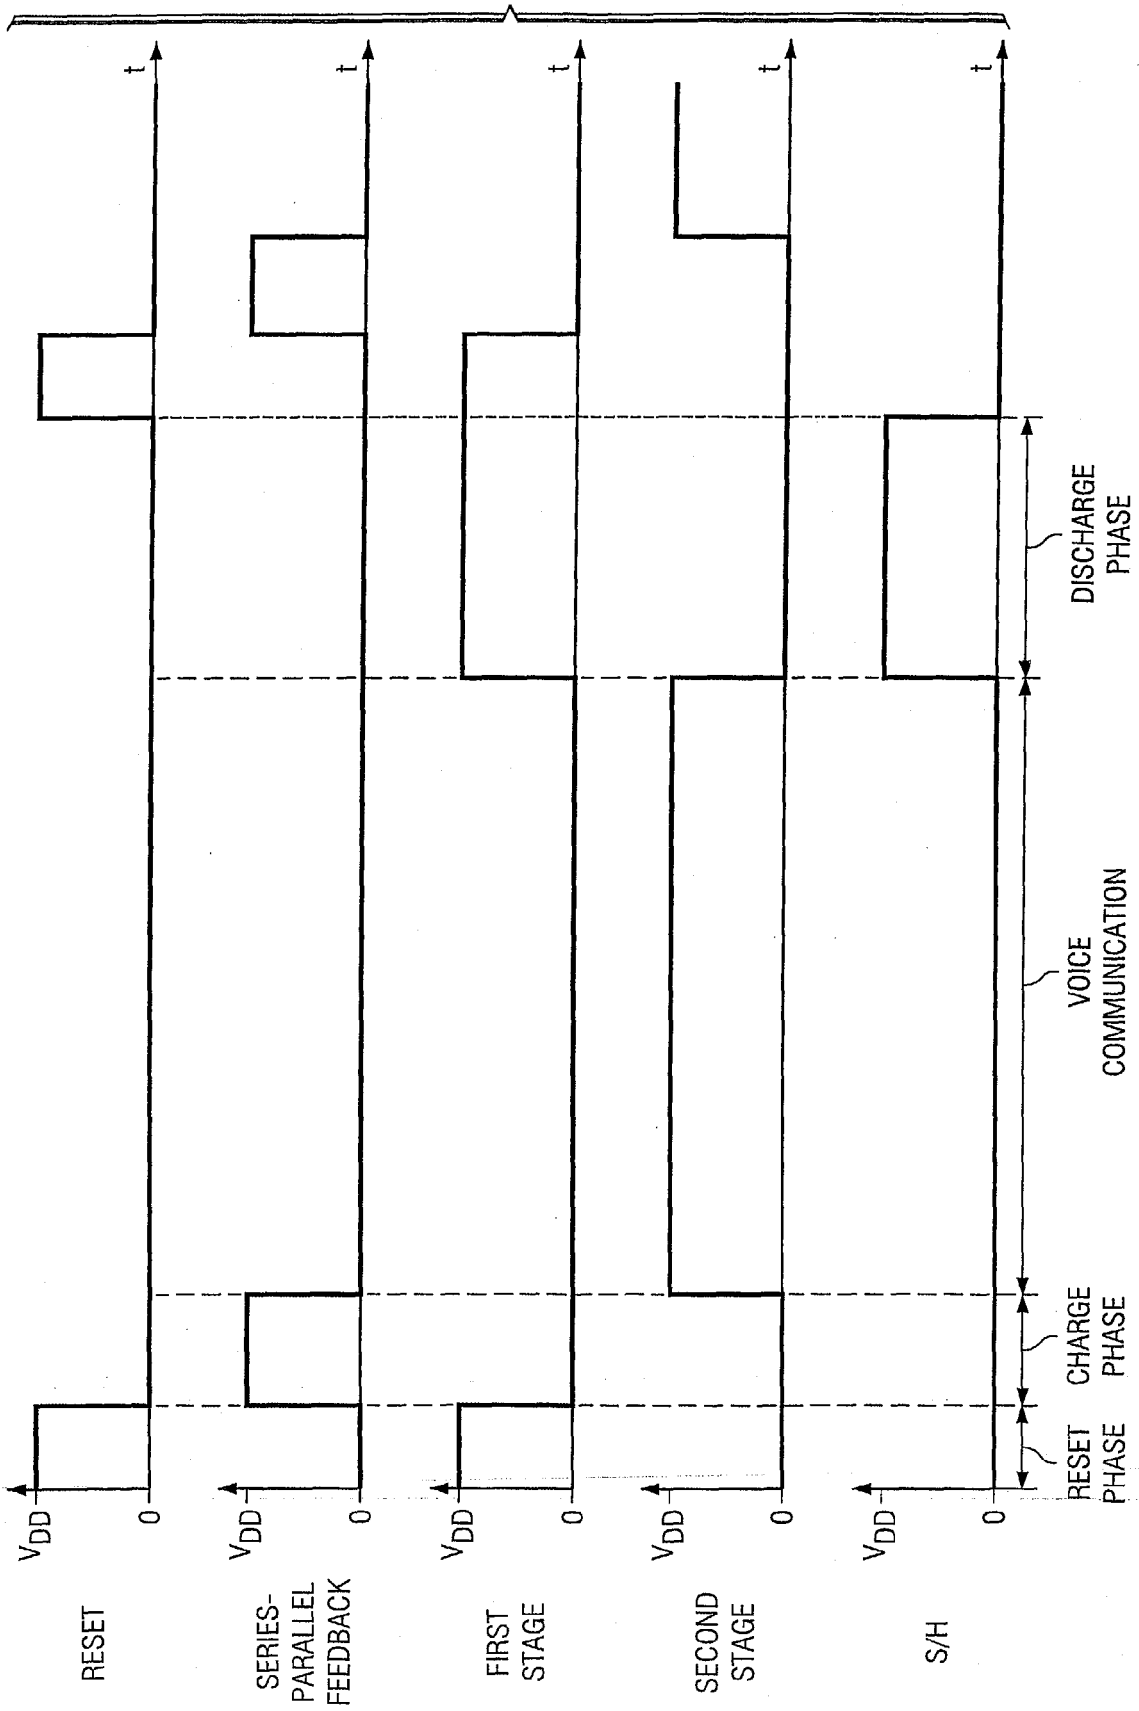 RESET
VDD
0
t
SERIES-
PARALLEL
FEEDBACK
VDD
0
t
FIRST
STAGE
VDD
0
t
SECOND
STAGE
VDD
0
t
S/H
VDD
0
t
RESET
PHASE
CHARGE
PHASE
VOICE
COMMUNICATION
DISCHARGE
PHASE